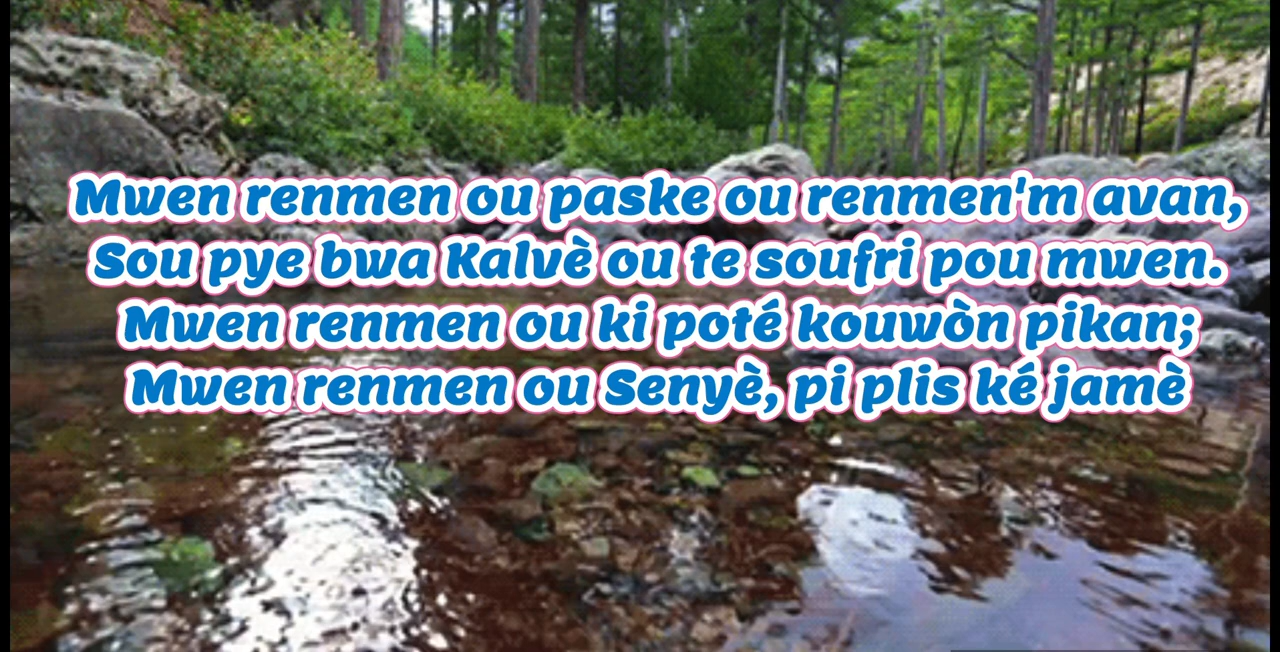 Mwen renmen ou paske ou renmen'm avan,
Sou pye bwa Kalvè ou te soufri pou mwen.
Mwen renmen ou ki poté kouwòn pikan;
Mwen renmen ou Senyè, pi plis ké jamè